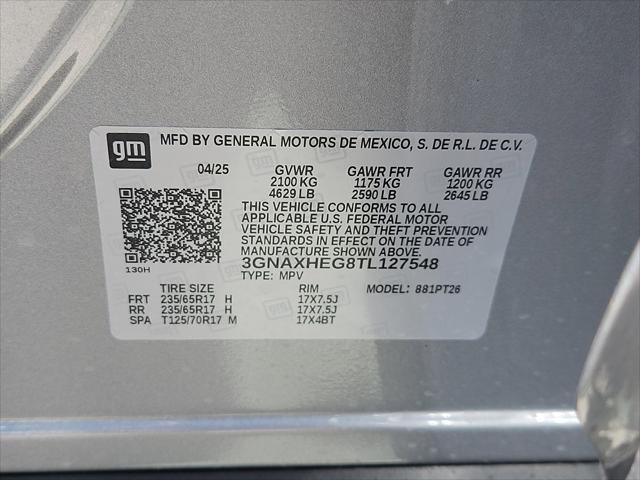 gm
MFD BY GENERAL MOTORS DE MEXICO, S. DE R.L. DE C.V.
04/25 GVWR GAWR FRT GAWR RR
2100 KG 1175 KG 1200 KG
4629 LB 2590 LB 2645 LB
THIS VEHICLE CONFORMS TO ALL
APPLICABLE U.S. FEDERAL MOTOR
VEHICLE SAFETY AND THEFT PREVENTION
STANDARDS IN EFFECT ON THE DATE OF
MANUFACTURE SHOWN ABOVE.
3GNAXHEG8TL127548
130H
TYPE: MPV MODEL: 881PT26
TIRE SIZE RIM
FRT 235/65R17 H 17X7.5J
RR 235/65R17 H 17X7.5J
SPA T125/70R17 M 17X4BT